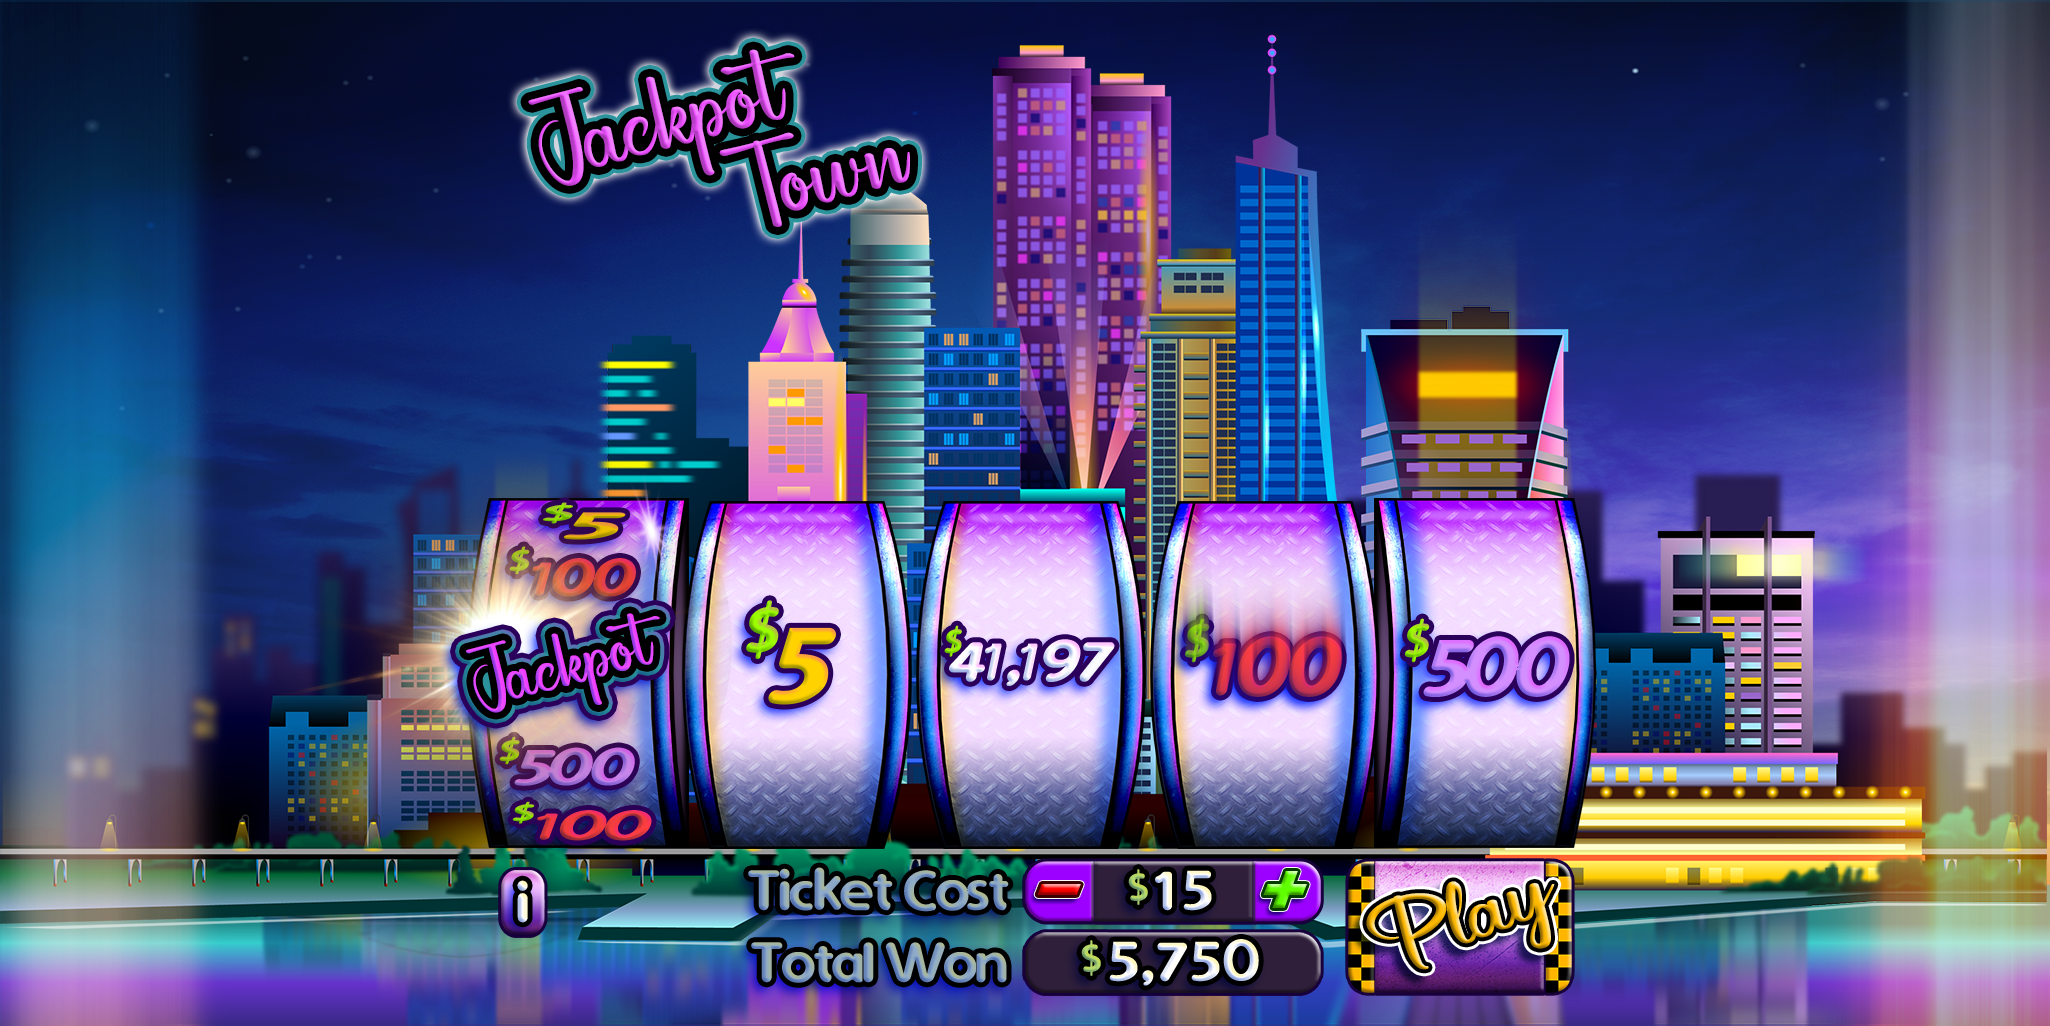 Jackpot
Town
$5
$100
Jackpot
$500
$100
$5
$41,197
$100
$500
i
Ticket Cost - $15 +
Total Won $5,750
Play